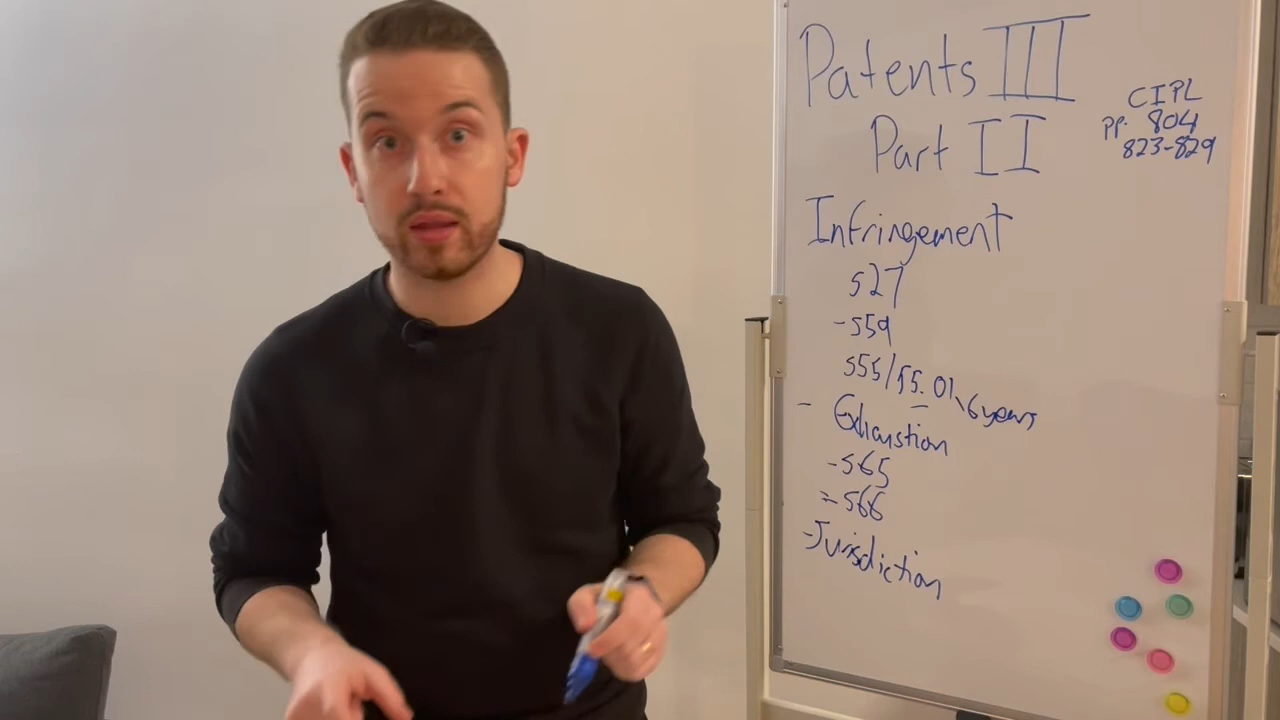 Patents III
Part II
CIPL
pp. 804
823-829
Infringement
s27
-s59
s55/55.01, 6 years
- Exhaustion
-s65
-s66
-Jurisdiction